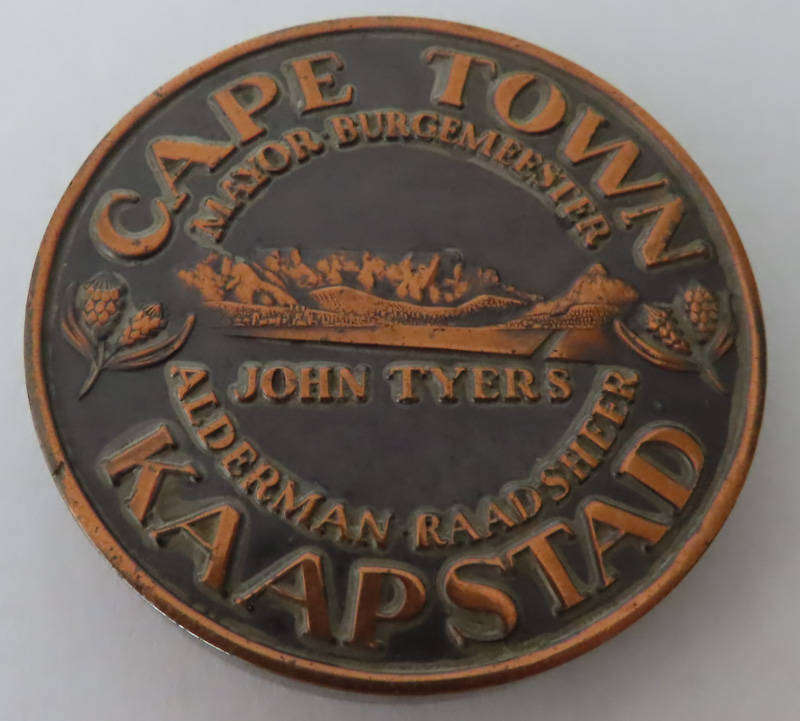 CAPE TOWN
MAYOR·BURGEMEESTER
JOHN TYERS
ALDERMAN·RAADSHEER
KAAPSTAD